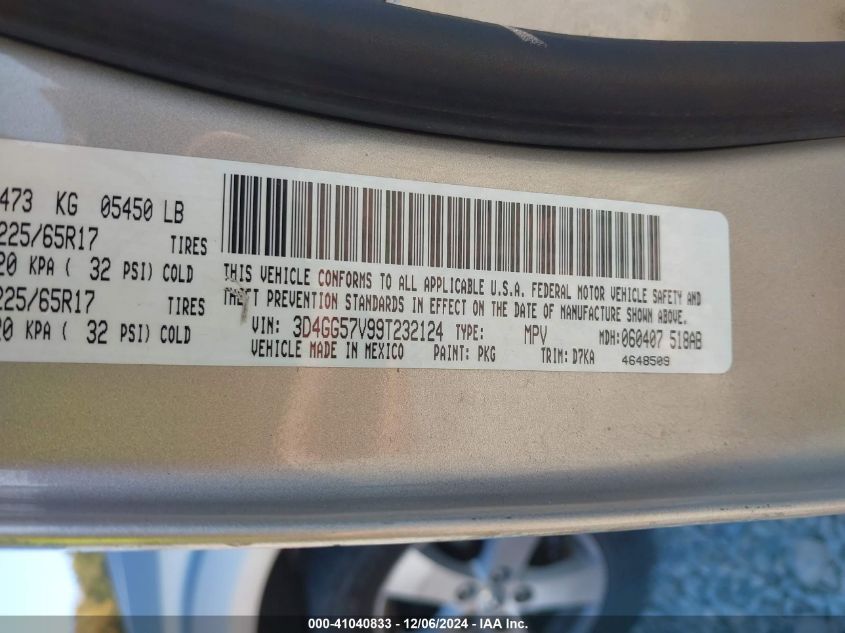 473 KG 05450 LB
225/65R17 TIRES
20 KPA ( 32 PSI) COLD
225/65R17 TIRES
20 KPA ( 32 PSI) COLD
THIS VEHICLE CONFORMS TO ALL APPLICABLE U.S.A. FEDERAL MOTOR VEHICLE SAFETY AND
THEFT PREVENTION STANDARDS IN EFFECT ON THE DATE OF MANUFACTURE SHOWN ABOVE.
VIN: 3D4GG57V99T232124 TYPE: MPV MDH: 060407 518AB
VEHICLE MADE IN MEXICO PAINT: PKG TRIM: D7KA 4648509
000-41040833 - 12/06/2024 - IAA Inc.